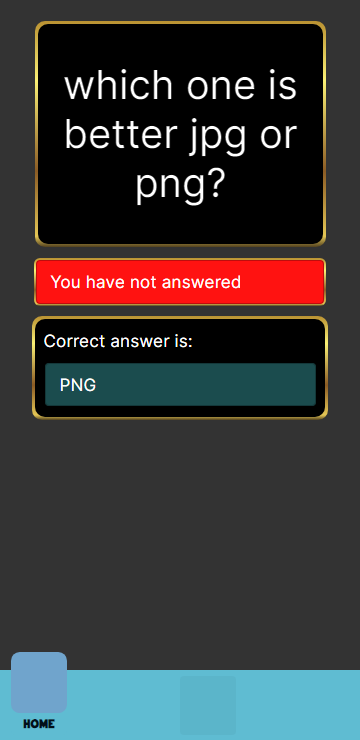 which one is
better jpg or
png?
You have not answered
Correct answer is:
PNG
HOME